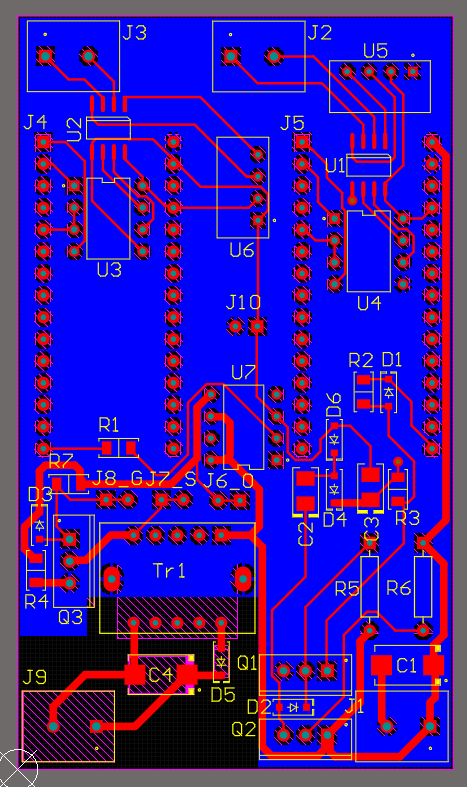 J3 J2
U5
J4 U2 J5 U1
U3 U6 U4
J10
U7 R2 D1
R1 D6
R7 J8_G J7_S J6_O
D3 C2 D4 C3 R3
Tr1
R4 Q3 R5 R6
J9 C4 Q1 C1
D5 D2 J1
Q2